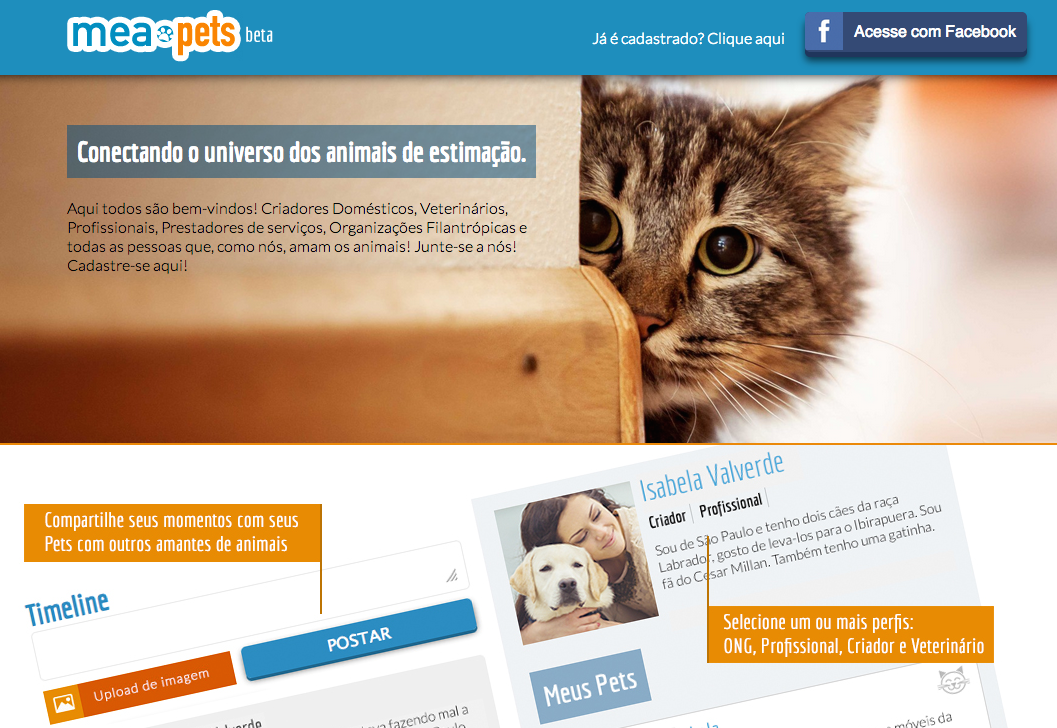 mea pets beta
Já é cadastrado? Clique aqui
f Acesse com Facebook
Conectando o universo dos animais de estimação.
Aqui todos são bem-vindos! Criadores Domésticos, Veterinários,
Profissionais, Prestadores de serviços, Organizações Filantrópicas e
todas as pessoas que, como nós, amam os animais! Junte-se a nós!
Cadastre-se aqui!
Compartilhe seus momentos com seus
Pets com outros amantes de animais
Timeline
POSTAR
Upload de imagem
Isabela Valverde
Criador Profissional
Sou de São Paulo e tenho dois cães da raça
Labrador, gosto de leva-los para o Ibirapuera. Sou
fã do Cesar Millan. Também tenho uma gatinha.
Selecione um ou mais perfis:
ONG, Profissional, Criador e Veterinário
Meus Pets
fazendo mal a
móveis da